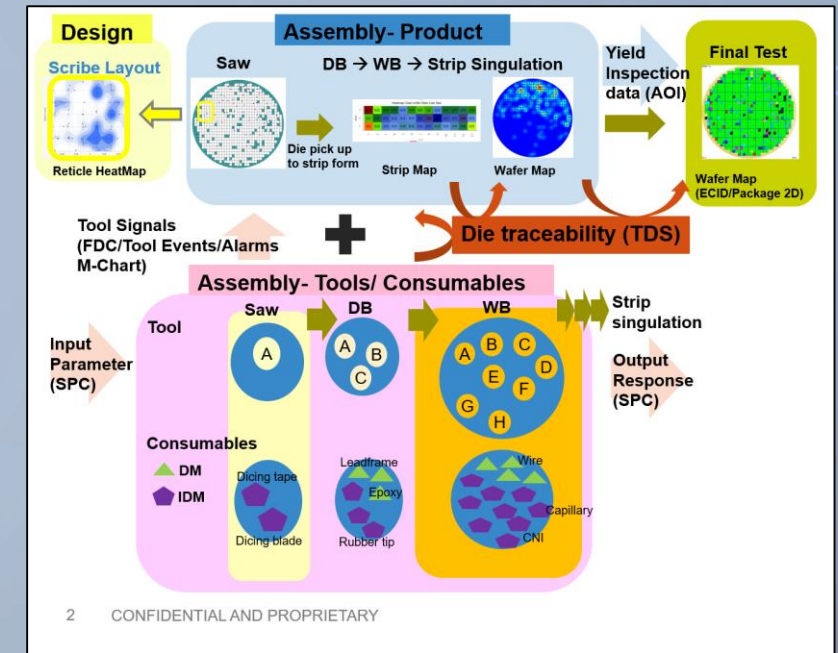 Design
Assembly- Product
Scribe Layout
Reticle HeatMap
Saw
DB → WB → Strip Singulation
Die pick up
to strip form
Strip Map
Wafer Map
Yield
Inspection
data (AOI)
Final Test
Wafer Map
(ECID/Package 2D)
Tool Signals
(FDC/Tool Events/Alarms
M-Chart)
Die traceability (TDS)
Assembly- Tools/ Consumables
Input
Parameter
(SPC)
Tool
Saw
DB
WB
Strip
singulation
Output
Response
(SPC)
A
A
B
C
A
B
C
D
E
F
G
H
Consumables
DM
IDM
Dicing tape
Dicing blade
Leadframe
Epoxy
Rubber tip
Wire
Capillary
CNI
2 CONFIDENTIAL AND PROPRIETARY